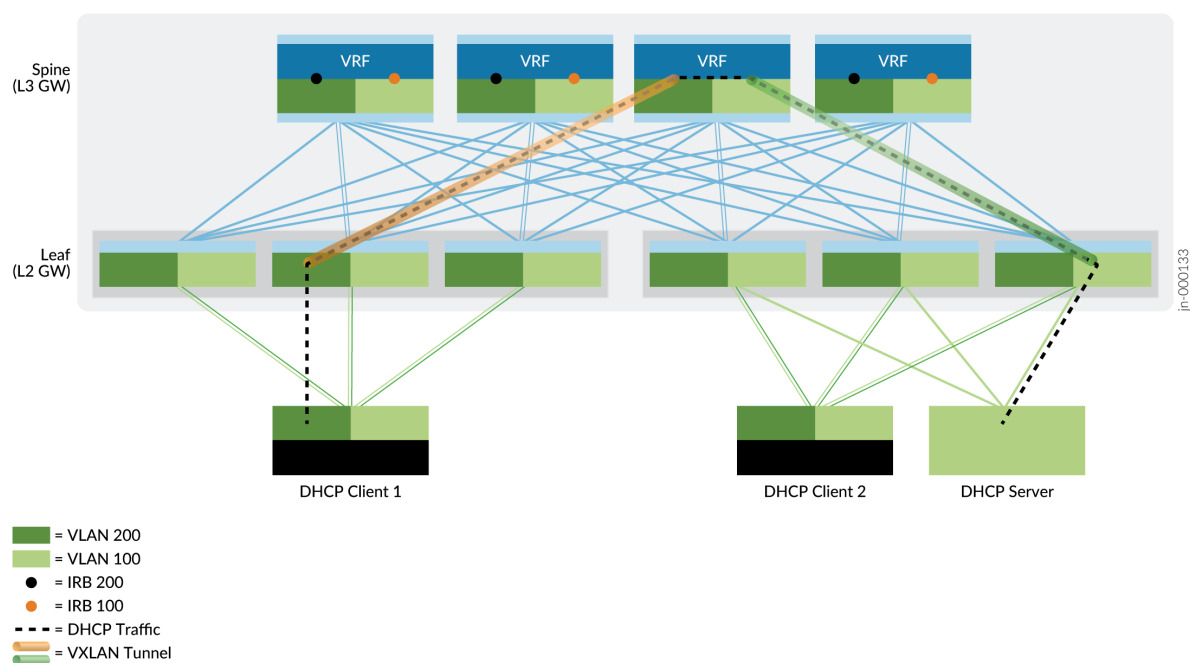 VRF
VRF
VRF
VRF
Spine
(L3 GW)
Leaf
(L2 GW)
jn-000133
DHCP Client 1
DHCP Client 2
DHCP Server
= VLAN 200
= VLAN 100
= IRB 200
= IRB 100
= DHCP Traffic
= VXLAN Tunnel